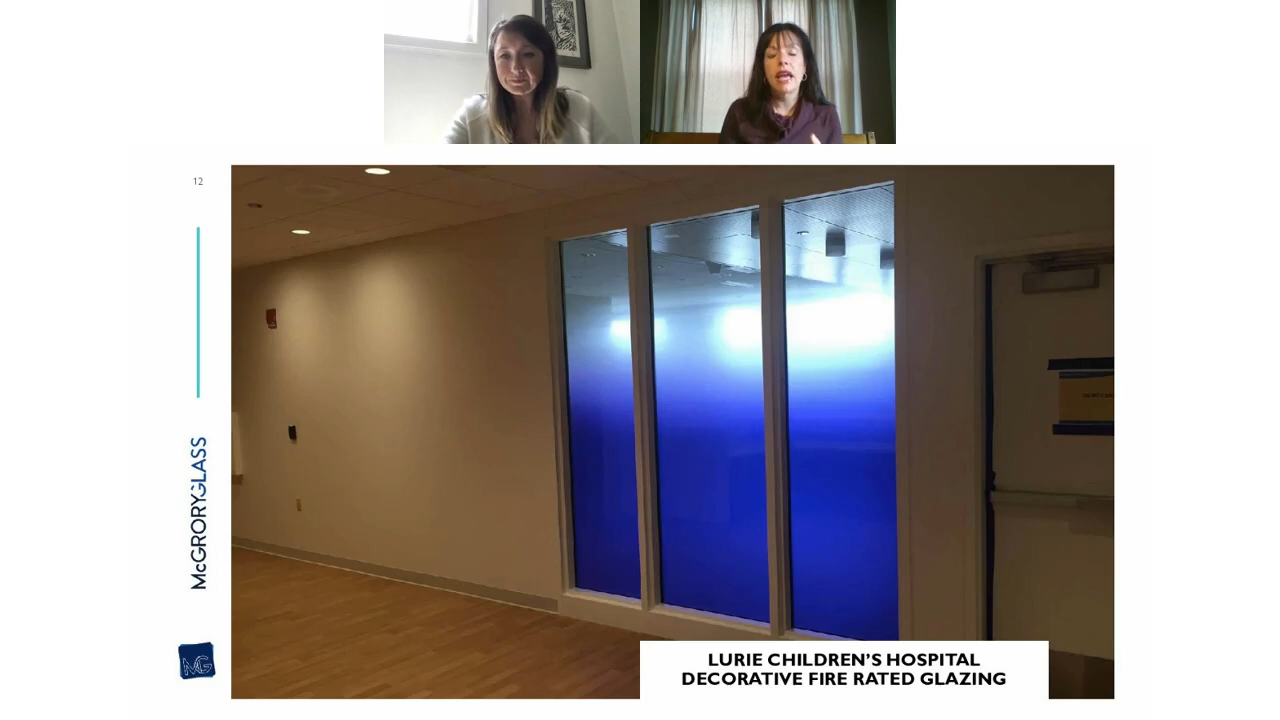 12
McGRORYGLASS
MG
LURIE CHILDREN'S HOSPITAL
DECORATIVE FIRE RATED GLAZING